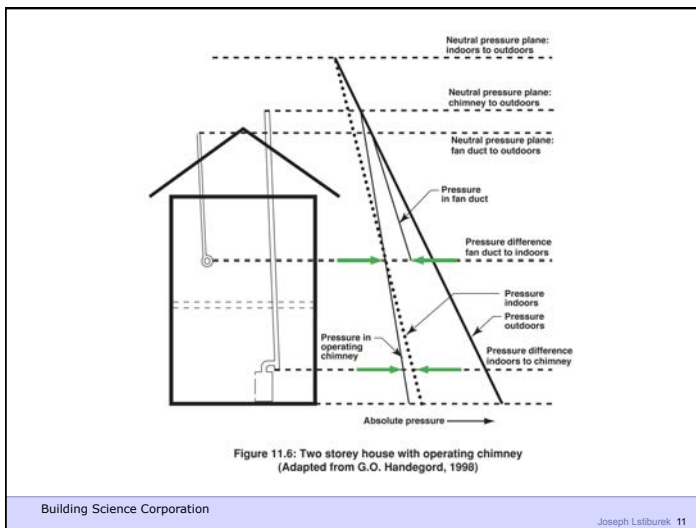 Neutral pressure plane:
indoors to outdoors
Neutral pressure plane:
chimney to outdoors
Neutral pressure plane:
fan duct to outdoors
Pressure
in fan duct
Pressure difference
fan duct to indoors
Pressure
indoors
Pressure
outdoors
Pressure in
operating
chimney
Pressure difference
indoors to chimney
Absolute pressure
Figure 11.6: Two storey house with operating chimney
(Adapted from G.O. Handegord, 1998)
Building Science Corporation
Joseph Lstiburek 11